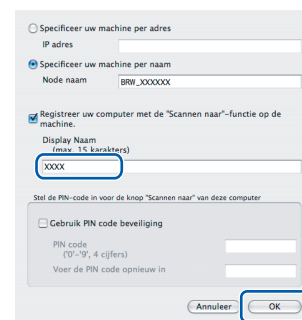 Specificeer uw machine per adres
IP adres
Specificeer uw machine per naam
Node naam BRW_XXXXXX
Registreer uw computer met de "Scannen naar"-functie op de
machine.
Display Naam
(max. 15 karakters)
XXXX
Stel de PIN-code in voor de knop "Scannen naar" van deze computer
Gebruik PIN code beveiliging
PIN code
('0'-'9', 4 cijfers)
Voer de PIN code opnieuw in
Annuleer OK